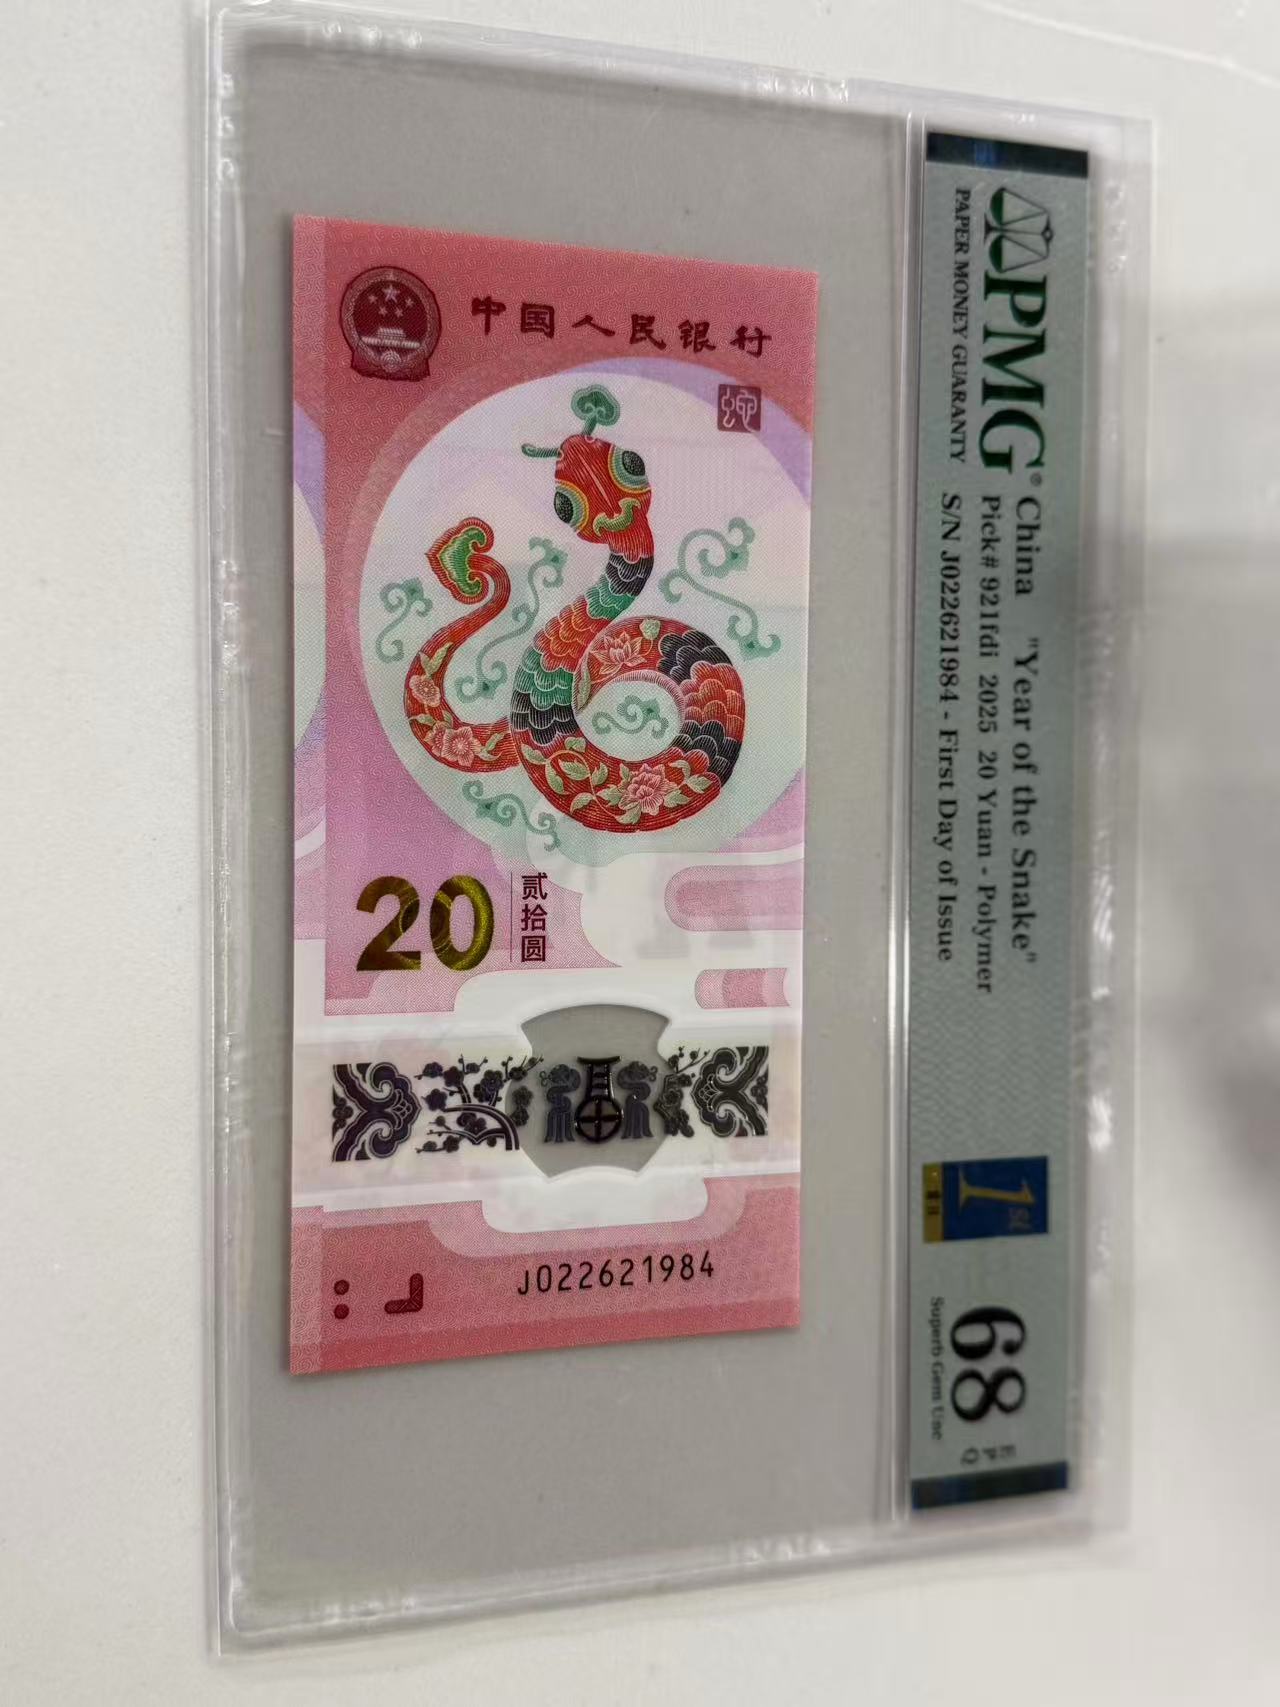 中国人民银行
蛇
20
贰拾圆
J022621984
PMG®
PAPER MONEY GUARANTY
China "Year of the Snake"
Pick# 921fdi 2025 20 Yuan - Polymer
S/N J022621984 - First Day of Issue
1st
68 EPQ
Superb Gem Unc